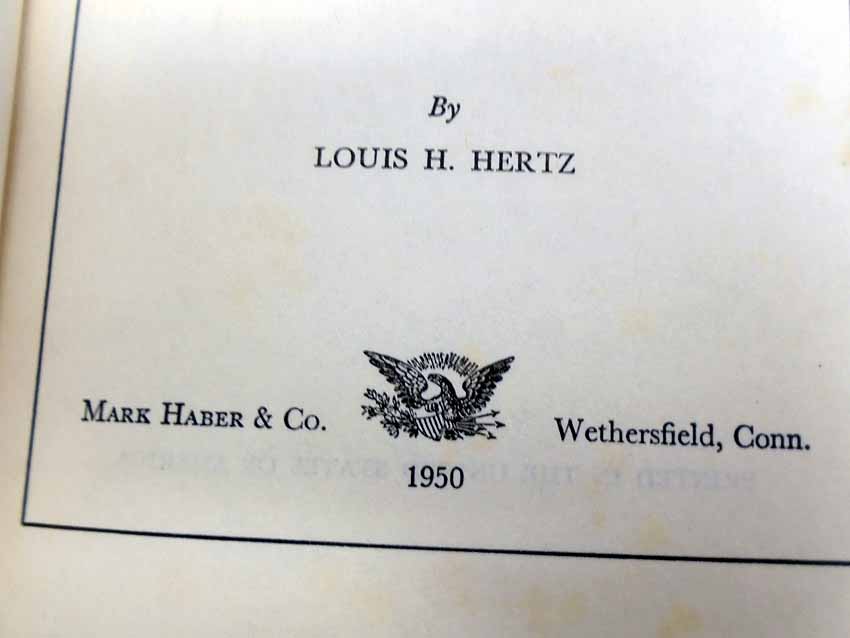 By
LOUIS H. HERTZ
MARK HABER & Co.
Wethersfield, Conn.
1950